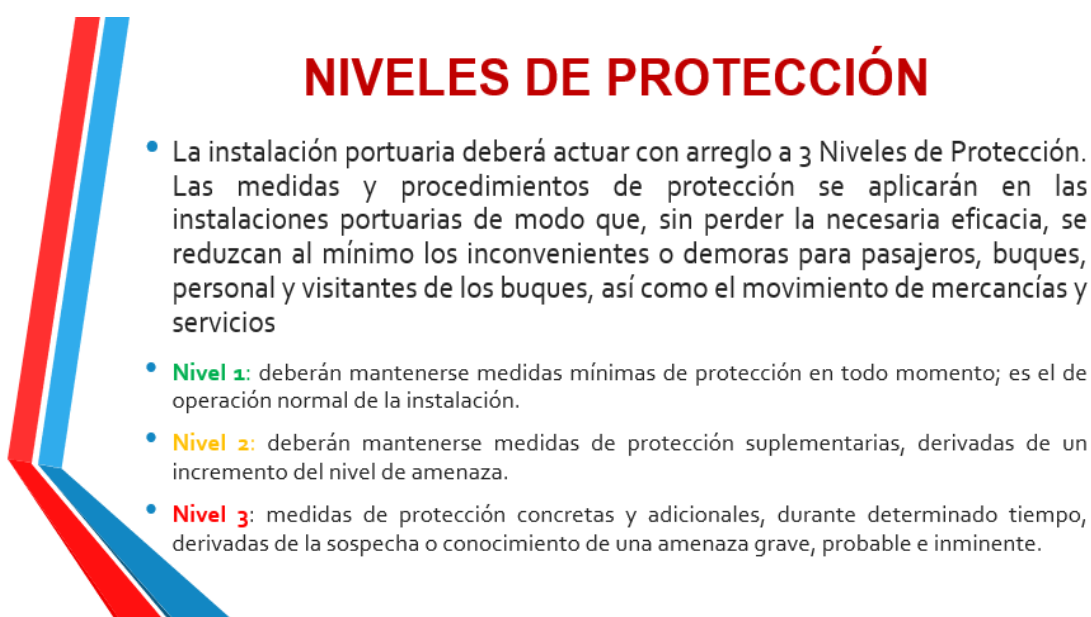 NIVELES DE PROTECCIÓN
• La instalación portuaria deberá actuar con arreglo a 3 Niveles de Protección.
Las medidas y procedimientos de protección se aplicarán en las
instalaciones portuarias de modo que, sin perder la necesaria eficacia, se
reduzcan al mínimo los inconvenientes o demoras para pasajeros, buques,
personal y visitantes de los buques, así como el movimiento de mercancías y
servicios
• Nivel 1: deberán mantenerse medidas mínimas de protección en todo momento; es el de
operación normal de la instalación.
• Nivel 2: deberán mantenerse medidas de protección suplementarias, derivadas de un
incremento del nivel de amenaza.
• Nivel 3: medidas de protección concretas y adicionales, durante determinado tiempo,
derivadas de la sospecha o conocimiento de una amenaza grave, probable e inminente.